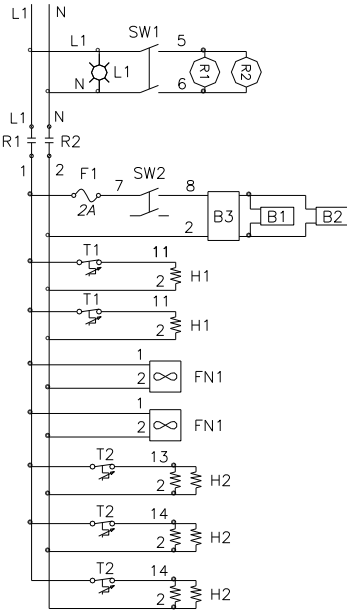 L1 N
L1 SW1 5
L1 R1 R2
N 6
L1 N
R1 R2
1 2
F1 7 SW2 8
2A
B3 B1 B2
2
T1 11
2 H1
T1 11
2 H1
1
2 FN1
1
2 FN1
T2 13
2 H2
T2 14
2 H2
T2 14
2 H2